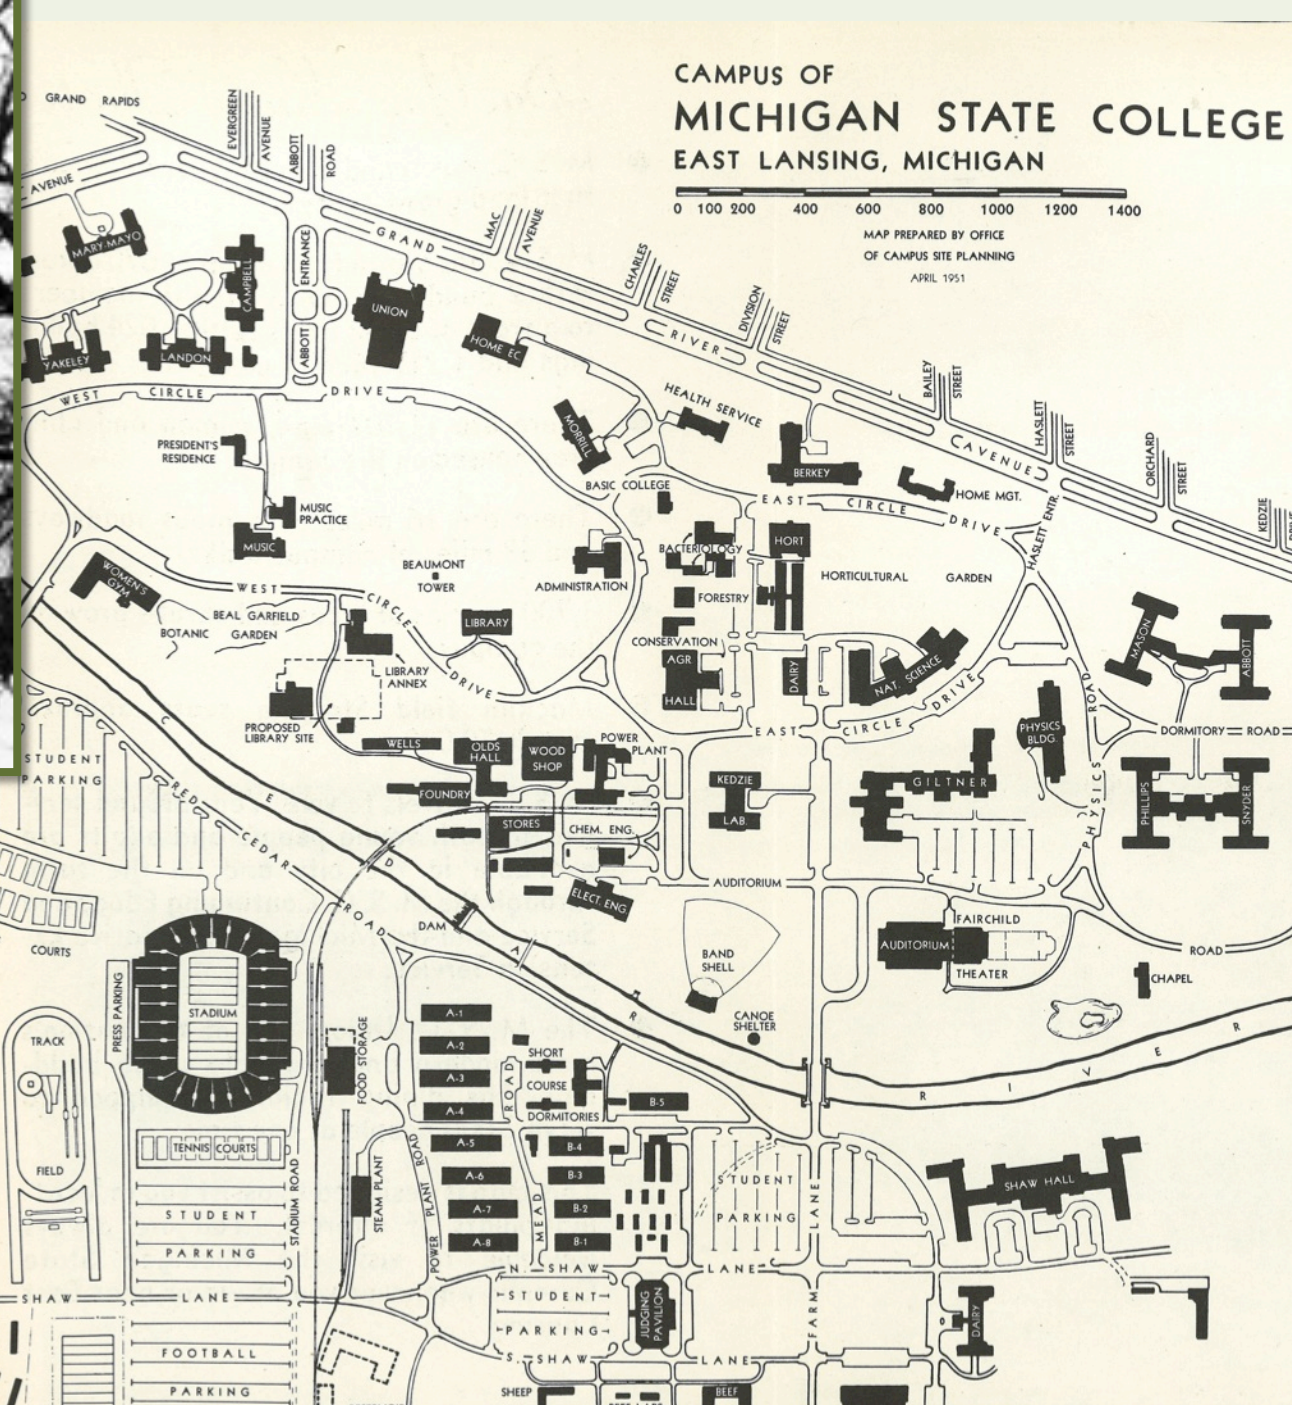 CAMPUS OF
MICHIGAN STATE COLLEGE
EAST LANSING, MICHIGAN
0 100 200 400 600 800 1000 1200 1400
MAP PREPARED BY OFFICE
OF CAMPUS SITE PLANNING
APRIL 1951
GRAND RAPIDS
AVENUE
EVERGREEN
AVENUE
ABBOTT
ROAD
GRAND
MAC
AVENUE
CHARLES
STREET
RIVER
DIVISION
STREET
BAILEY
STREET
AVENUE
HASLETT
STREET
ORCHARD
STREET
KEDZIE
MARY-MAYO
CAMPBELL
YAKELEY
LANDON
ABBOTT ENTRANCE
UNION
HOME EC
WEST CIRCLE DRIVE
PRESIDENT'S
RESIDENCE
MUSIC
PRACTICE
MUSIC
MORRILL
HEALTH SERVICE
BERKEY
HOME MGT.
BASIC COLLEGE
EAST CIRCLE DRIVE
HASLETT ENTR.
BACTERIOLOGY
HORT
HORTICULTURAL GARDEN
BEAUMONT
TOWER
ADMINISTRATION
FORESTRY
WOMEN'S
GYM
WEST CIRCLE DRIVE
BEAL GARFIELD
BOTANIC GARDEN
LIBRARY
LIBRARY
ANNEX
PROPOSED
LIBRARY SITE
CONSERVATION
AGR
HALL
DAIRY
NAT. SCIENCE
EAST CIRCLE DRIVE
MASON
ABBOTT
PHYSICS
BLDG.
PHYSICS ROAD
DORMITORY ROAD
PHILLIPS
SNYDER
WELLS
OLDS
HALL
WOOD
SHOP
POWER
PLANT
FOUNDRY
STORES
CHEM. ENG.
ELECT. ENG.
KEDZIE
LAB.
GILTNER
STUDENT
PARKING
RED CEDAR
ROAD
DAM
AUDITORIUM
ROAD
FAIRCHILD
AUDITORIUM
THEATER
CHAPEL
BAND
SHELL
CANOE
SHELTER
RED CEDAR RIVER
COURTS
PRESS PARKING
STADIUM
TRACK
FIELD
TENNIS COURTS
FOOD STORAGE
STEAM PLANT
STADIUM ROAD
POWER PLANT ROAD
A-1
A-2
A-3
A-4
A-5
A-6
A-7
A-8
ROAD
MEAD
SHORT
COURSE
DORMITORIES
B-5
B-4
B-3
B-2
B-1
STUDENT
PARKING
STUDENT
PARKING
FARM LANE
SHAW HALL
N. SHAW LANE
SHAW LANE
STUDENT
PARKING
JUDGING
PAVILION
S. SHAW LANE
DAIRY
FOOTBALL
PARKING
SHEEP
BEEF